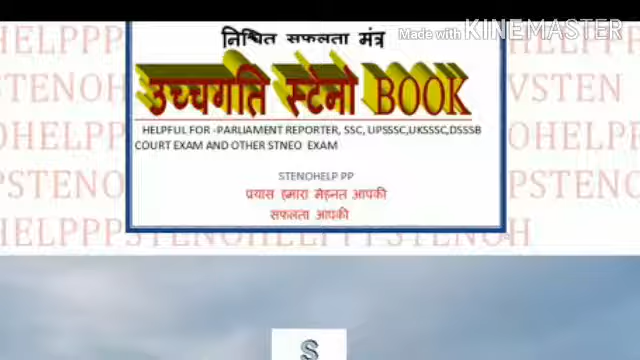 Made with KINEMASTER
निश्चित सफलता मंत्र
उच्चगति स्टेनो BOOK
HELPFUL FOR -PARLIAMENT REPORTER, SSC, UPSSSC,UKSSSC,DSSSB
COURT EXAM AND OTHER STNEO EXAM
STENOHELP PP
प्रयास हमारा मेहनत आपकी
सफलता आपकी
HELPPPSTENOHELPPPSTENOH
S